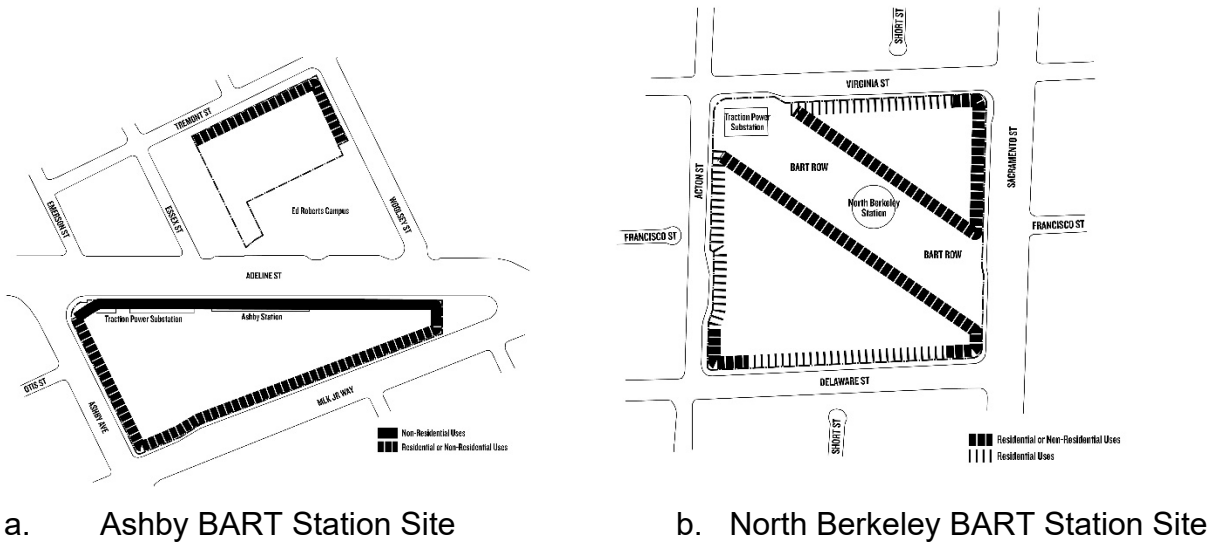 TREMONT ST
EMERSON ST
ESSEX ST
WOOLSEY ST
Ed Roberts Campus
ADELINE ST
Traction Power Substation
Ashby Station
OTIS ST
ASHBY AVE
MLK JR WAY
Non-Residential Uses
Residential or Non-Residential Uses
a. Ashby BART Station Site
SHORT ST
VIRGINIA ST
Traction Power
Substation
ACTON ST
SACRAMENTO ST
BART ROW
North Berkeley
Station
FRANCISCO ST
FRANCISCO ST
BART ROW
DELAWARE ST
SHORT ST
Residential or Non-Residential Uses
Residential Uses
b. North Berkeley BART Station Site